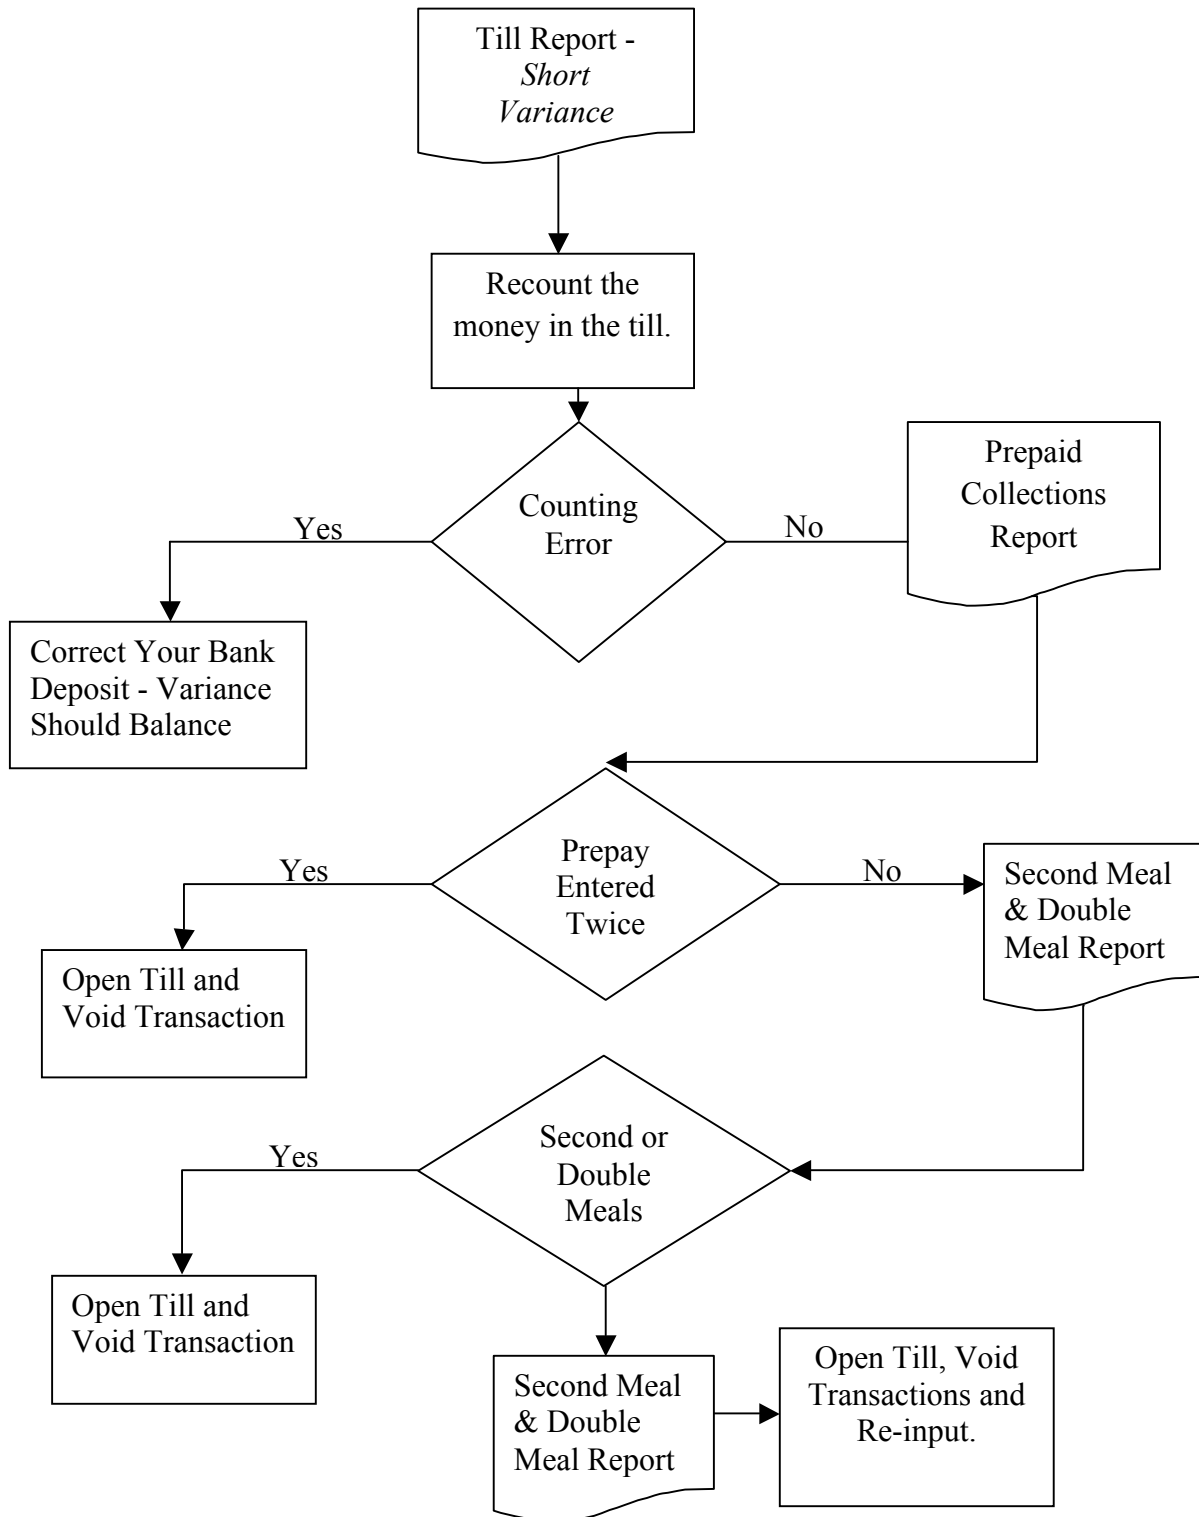 Till Report -
Short
Variance
Recount the
money in the till.
Counting
Error
Yes
No
Prepaid
Collections
Report
Correct Your Bank
Deposit - Variance
Should Balance
Prepay
Entered
Twice
Yes
No
Second Meal
& Double
Meal Report
Open Till and
Void Transaction
Second or
Double
Meals
Yes
Open Till and
Void Transaction
Second Meal
& Double
Meal Report
Open Till, Void
Transactions and
Re-input.